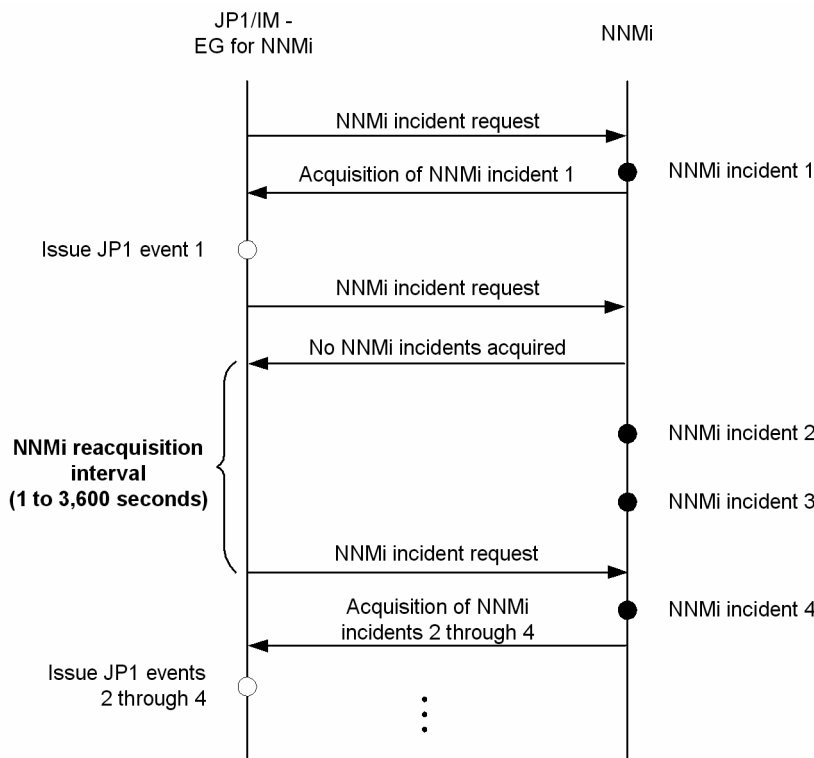 JP1/IM -
EG for NNMi
NNMi
NNMi incident request
Acquisition of NNMi incident 1
NNMi incident 1
Issue JP1 event 1
NNMi incident request
No NNMi incidents acquired
NNMi incident 2
NNMi reacquisition
interval
(1 to 3,600 seconds)
NNMi incident 3
NNMi incident request
Acquisition of NNMi
incidents 2 through 4
NNMi incident 4
Issue JP1 events
2 through 4